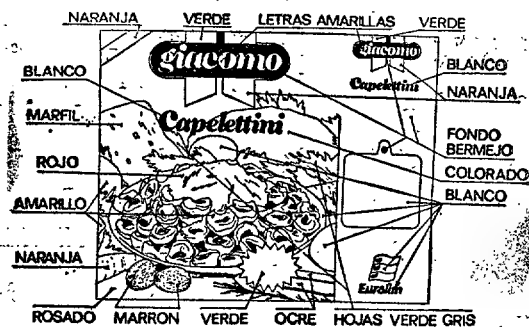 NARANJA VERDE LETRAS AMARILLAS VERDE
giacomo giacomo
BLANCO BLANCO
Capelettini
NARANJA
MARFIL Capelettini
FONDO
BERMEJO
ROJO COLORADO
BLANCO
AMARILLO
NARANJA
Euroslim
ROSADO MARRON VERDE OCRE HOJAS VERDE GRIS